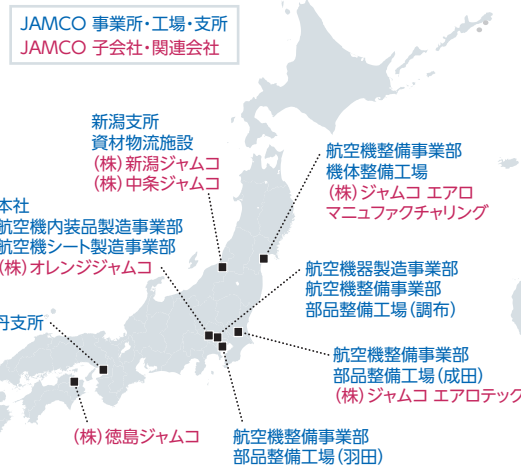 JAMCO 事業所・工場・支所
JAMCO 子会社・関連会社
新潟支所
資材物流施設
（株）新潟ジャムコ
（株）中条ジャムコ
航空機整備事業部
機体整備工場
（株）ジャムコ エアロ
マニュファクチャリング
本社
航空機内装品製造事業部
航空機シート製造事業部
（株）オレンジジャムコ
航空機器製造事業部
航空機整備事業部
部品整備工場（調布）
丹支所
航空機整備事業部
部品整備工場（成田）
（株）ジャムコ エアロテック
（株）徳島ジャムコ
航空機整備事業部
部品整備工場（羽田）